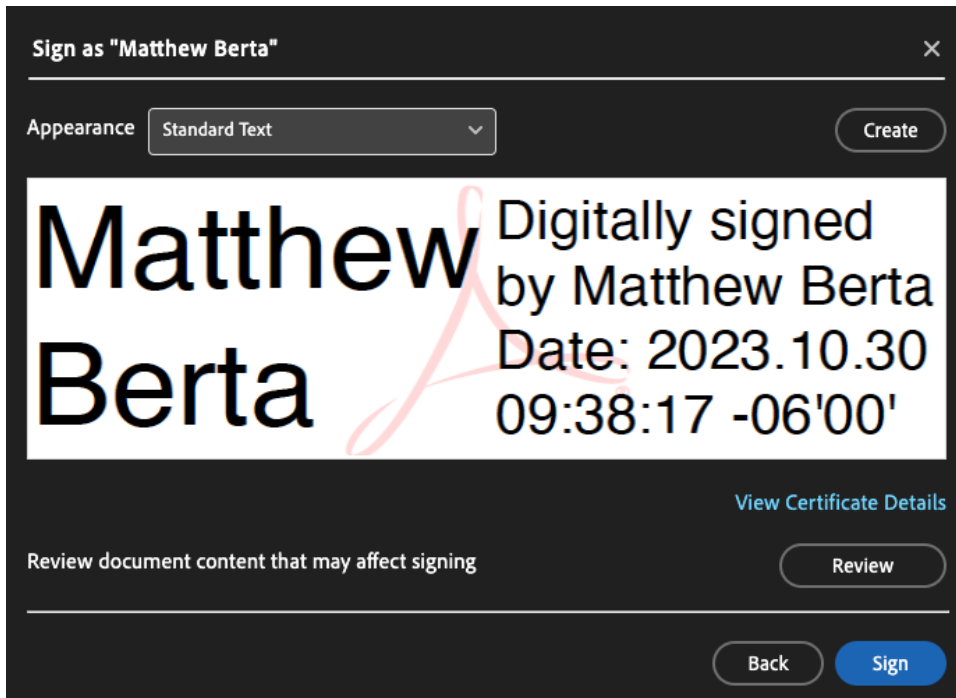 Sign as "Matthew Berta"
Appearance
Standard Text
Create
Matthew
Berta
Digitally signed
by Matthew Berta
Date: 2023.10.30
09:38:17 -06'00'
View Certificate Details
Review document content that may affect signing
Review
Back
Sign